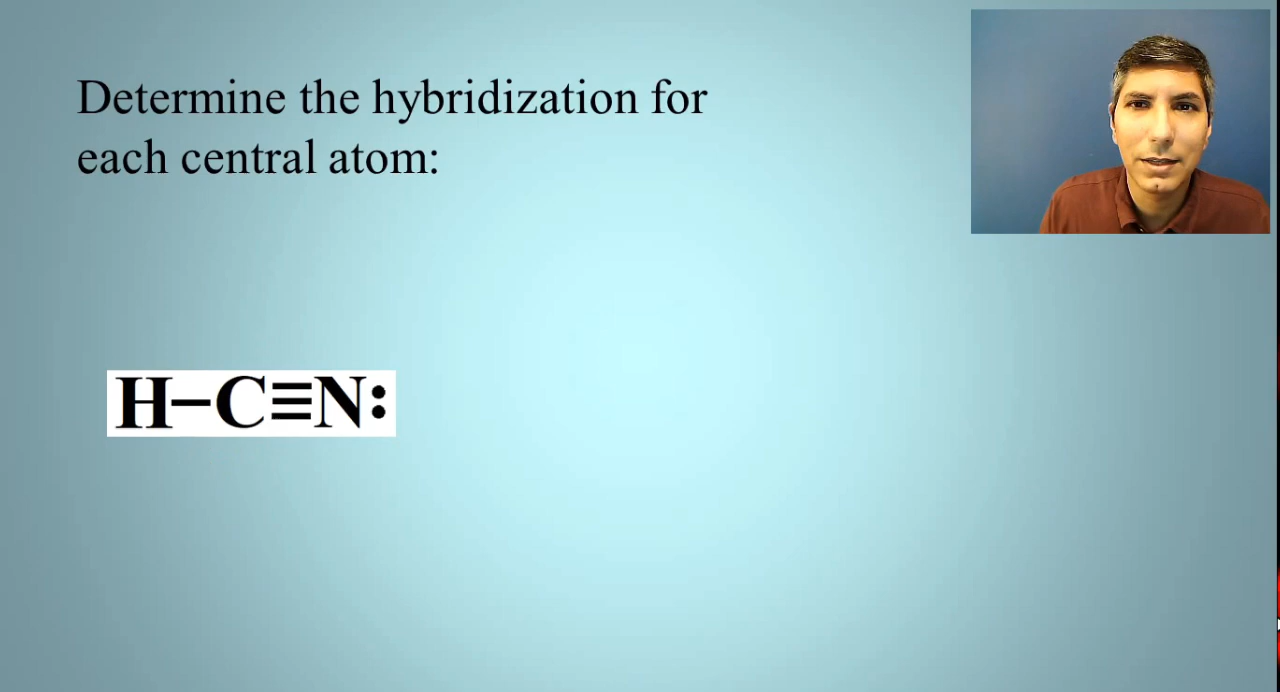 Determine the hybridization for
each central atom:
H–C≡N: